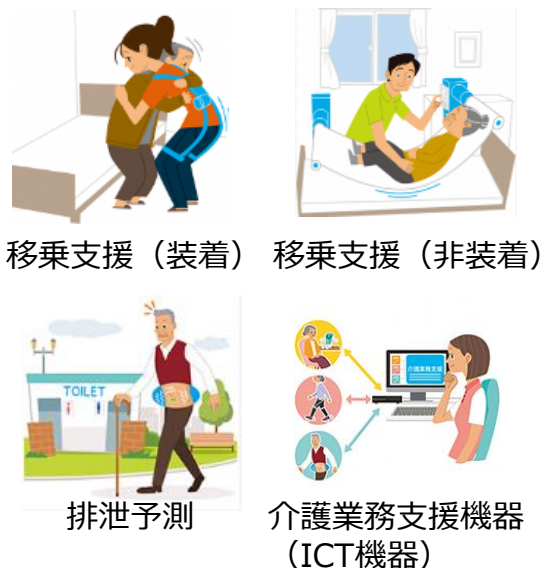 移乗支援（装着）
移乗支援（非装着）
TOILET
介護業務支援
排泄予測
介護業務支援機器
（ICT機器）